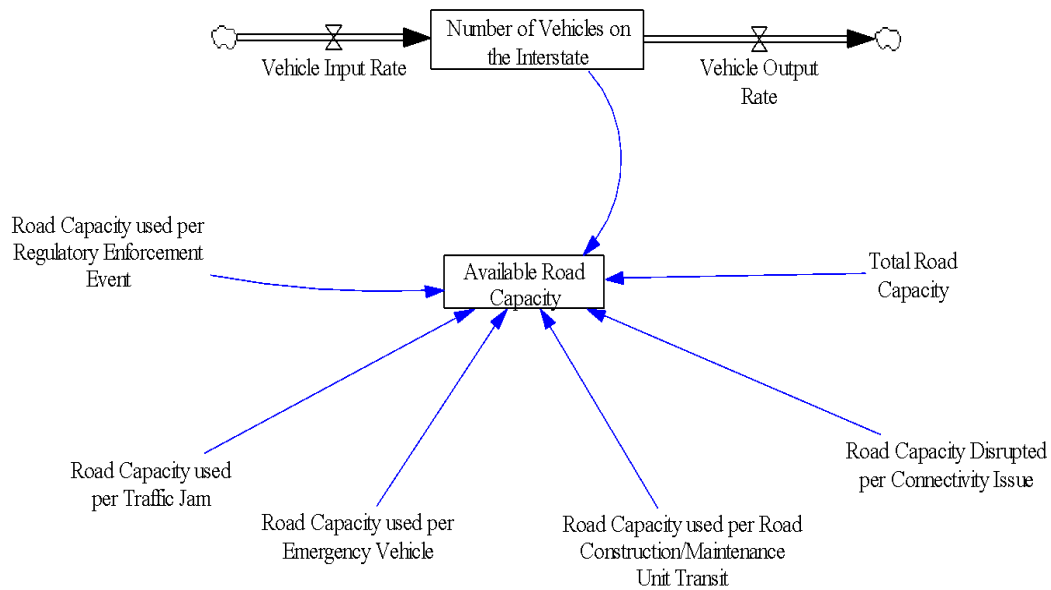 Number of Vehicles on
the Interstate
Vehicle Input Rate
Vehicle Output
Rate
Road Capacity used per
Regulatory Enforcement
Event
Available Road
Capacity
Total Road
Capacity
Road Capacity used
per Traffic Jam
Road Capacity used per
Emergency Vehicle
Road Capacity used per Road
Construction/Maintenance
Unit Transit
Road Capacity Disrupted
per Connectivity Issue